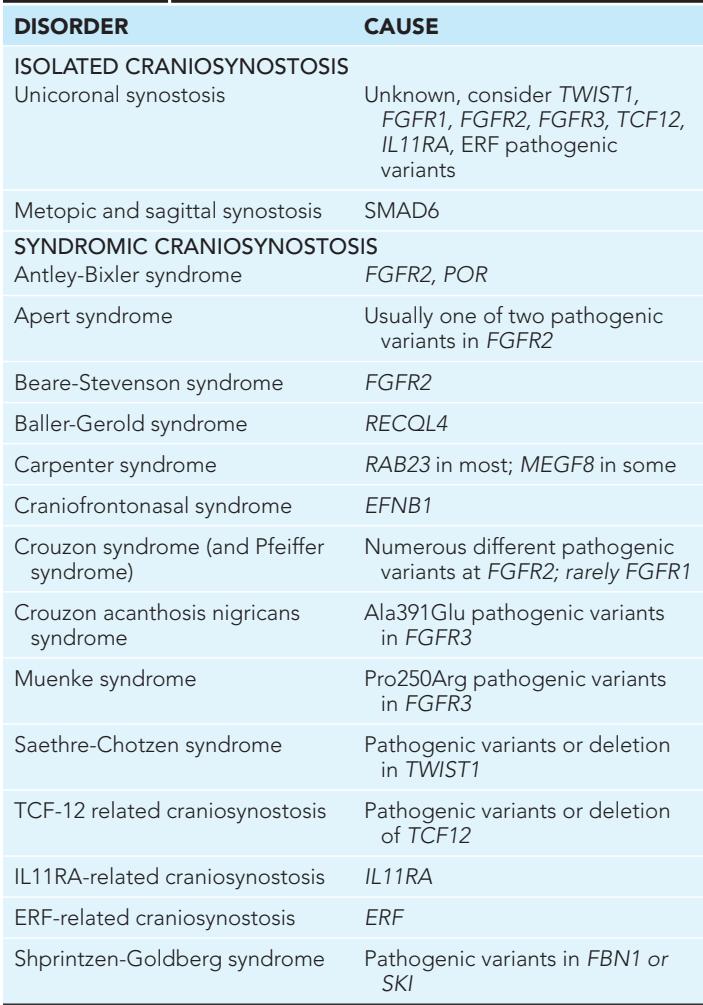 DISORDER CAUSE
ISOLATED CRANIOSYNOSTOSIS
Unicoronal synostosis Unknown, consider TWIST1,
FGFR1, FGFR2, FGFR3, TCF12,
IL11RA, ERF pathogenic
variants
Metopic and sagittal synostosis SMAD6
SYNDROMIC CRANIOSYNOSTOSIS
Antley-Bixler syndrome FGFR2, POR
Apert syndrome Usually one of two pathogenic
variants in FGFR2
Beare-Stevenson syndrome FGFR2
Baller-Gerold syndrome RECQL4
Carpenter syndrome RAB23 in most; MEGF8 in some
Craniofrontonasal syndrome EFNB1
Crouzon syndrome (and Pfeiffer Numerous different pathogenic
syndrome) variants at FGFR2; rarely FGFR1
Crouzon acanthosis nigricans Ala391Glu pathogenic variants
syndrome in FGFR3
Muenke syndrome Pro250Arg pathogenic variants
in FGFR3
Saethre-Chotzen syndrome Pathogenic variants or deletion
in TWIST1
TCF-12 related craniosynostosis Pathogenic variants or deletion
of TCF12
IL11RA-related craniosynostosis IL11RA
ERF-related craniosynostosis ERF
Shprintzen-Goldberg syndrome Pathogenic variants in FBN1 or
SKI